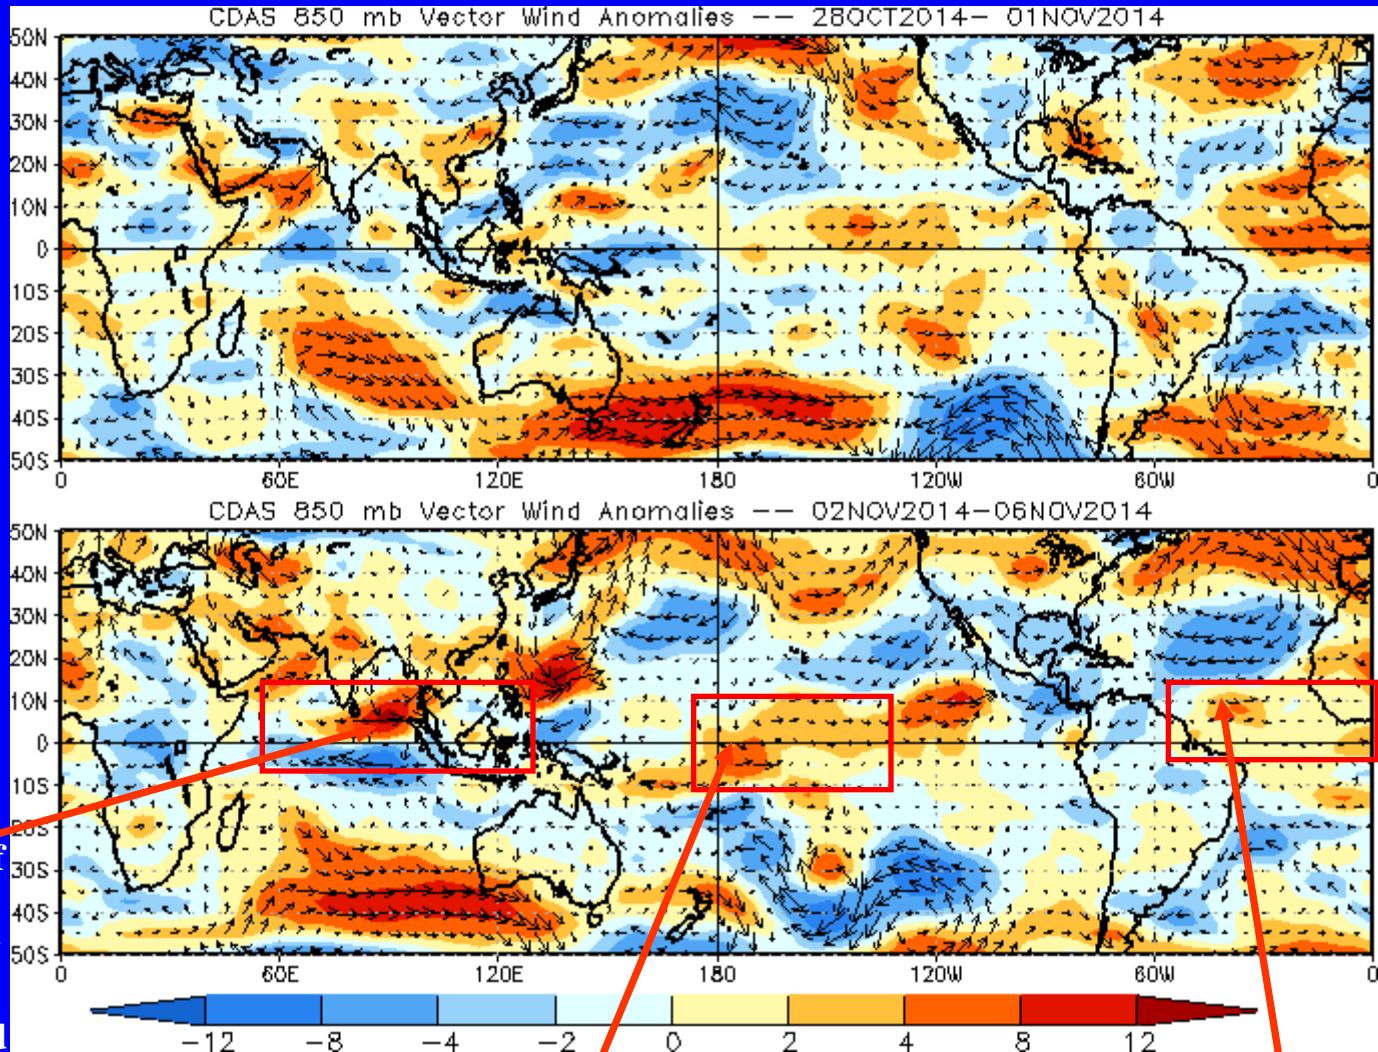 CDAS 850 mb Vector Wind Anomalies -- 28OCT2014- 01NOV2014
50N
40N
30N
20N
10N
0
10S
20S
30S
40S
50S
0 60E 120E 180 120W 60W 0
CDAS 850 mb Vector Wind Anomalies -- 02NOV2014-06NOV2014
50N
40N
30N
20N
10N
0
10S
20S
30S
40S
50S
0 60E 120E 180 120W 60W 0
-12 -8 -4 -2 0 2 4 8 12